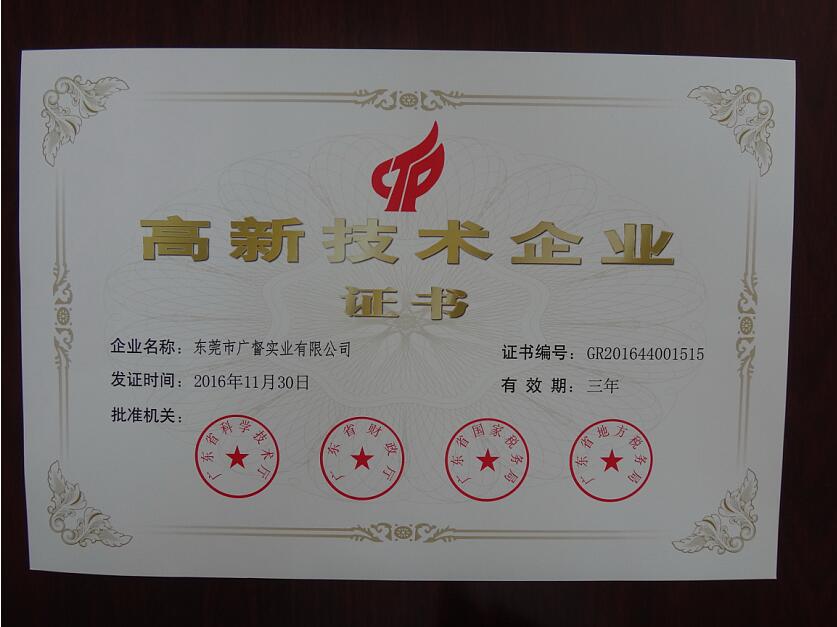 CTP
高新技术企业
证书
企业名称：东莞市广督实业有限公司
证书编号：GR201644001515
发证时间：2016年11月30日
有效期：三年
批准机关：
广东省科学技术厅
广东省财政厅
广东省国家税务局
广东省地方税务局